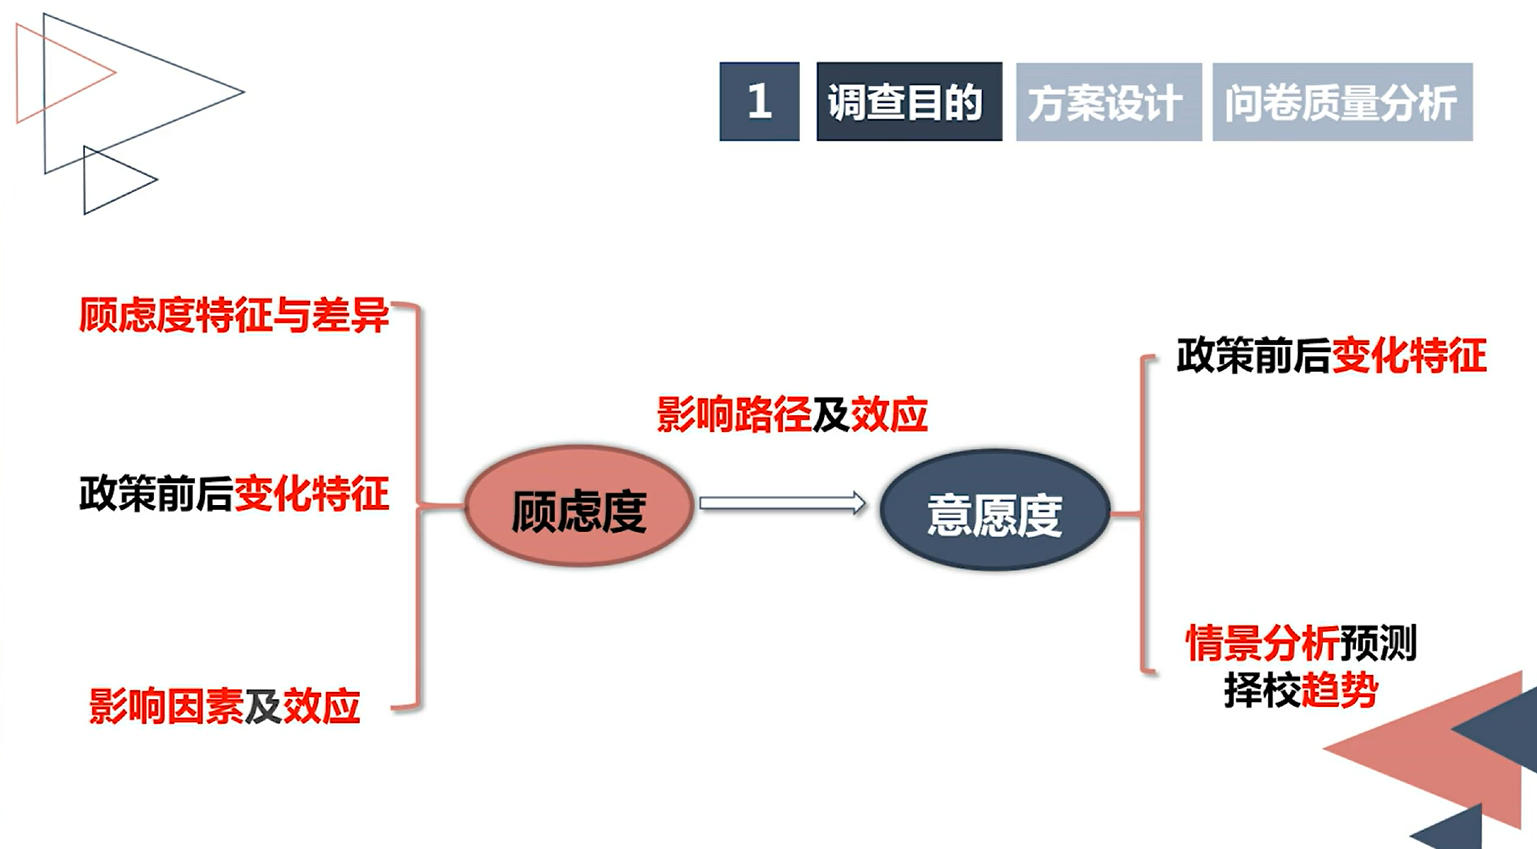 1
调查目的
方案设计
问卷质量分析
顾虑度特征与差异
政策前后变化特征
影响因素及效应
影响路径及效应
顾虑度
意愿度
政策前后变化特征
情景分析预测
择校趋势